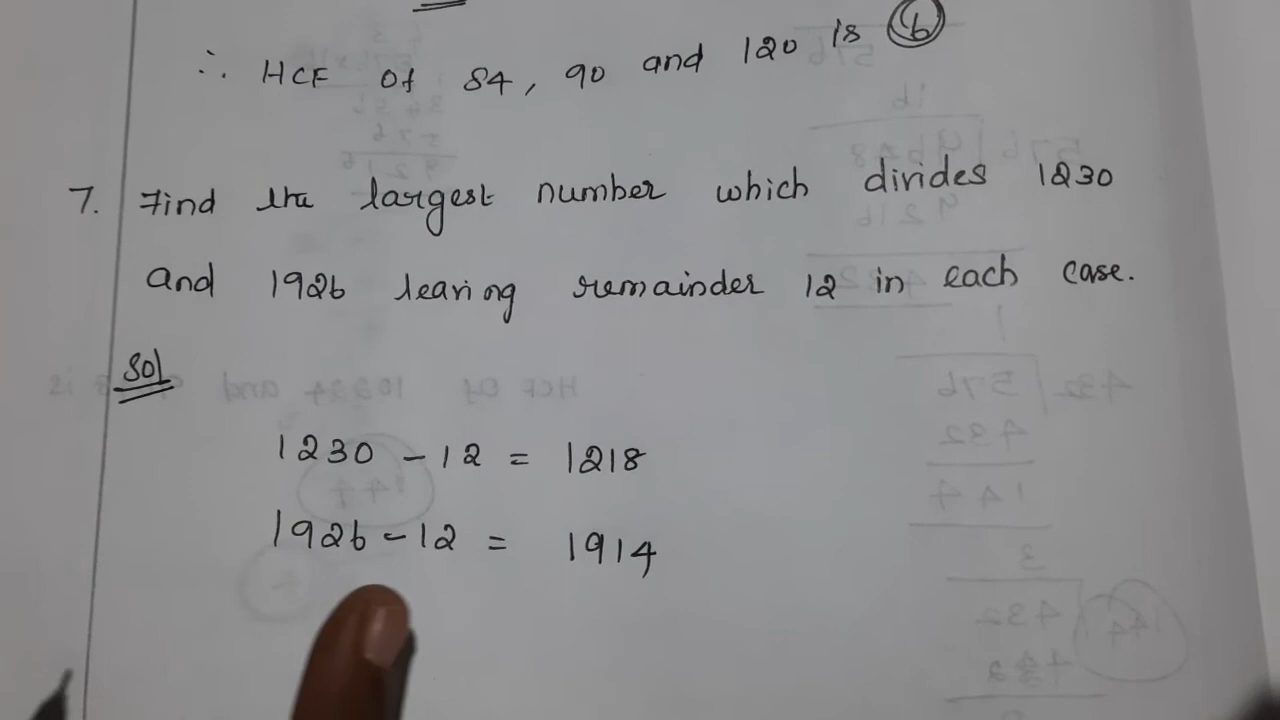 ∴ HCF of 84, 90 and 120 is 6
7. Find the largest number which divides 1230
and 1926 leaving remainder 12 in each case.
Sol
1230 - 12 = 1218
1926 - 12 = 1914